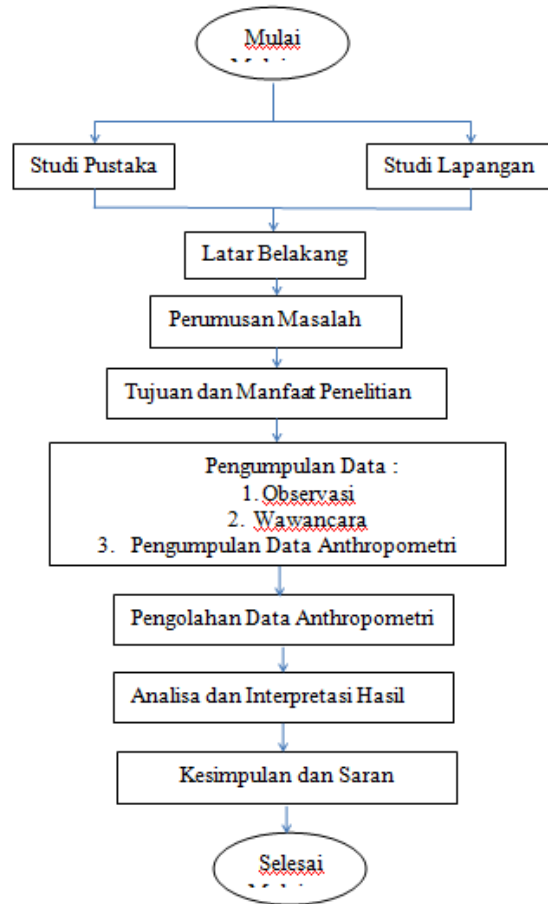 Mulai
Studi Pustaka
Studi Lapangan
Latar Belakang
Perumusan Masalah
Tujuan dan Manfaat Penelitian
Pengumpulan Data :
1. Observasi
2. Wawancara
3. Pengumpulan Data Anthropometri
Pengolahan Data Anthropometri
Analisa dan Interpretasi Hasil
Kesimpulan dan Saran
Selesai